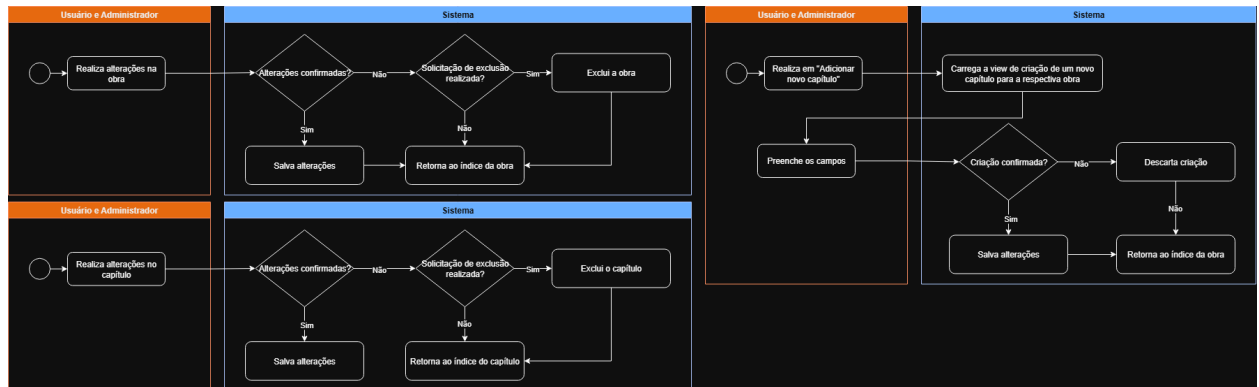 Usuário e Administrador
Sistema
Realiza alterações na
obra
Alterações confirmadas?
Não
Solicitação de exclusão
realizada?
Sim
Exclui a obra
Sim
Não
Salva alterações
Retorna ao índice da obra
Usuário e Administrador
Sistema
Realiza alterações no
capítulo
Alterações confirmadas?
Não
Solicitação de exclusão
realizada?
Sim
Exclui o capítulo
Sim
Não
Salva alterações
Retorna ao índice do capítulo
Usuário e Administrador
Sistema
Realiza em "Adicionar
novo capítulo"
Carrega a view de criação de um novo
capítulo para a respectiva obra
Preenche os campos
Criação confirmada?
Não
Descarta criação
Sim
Não
Salva alterações
Retorna ao índice da obra